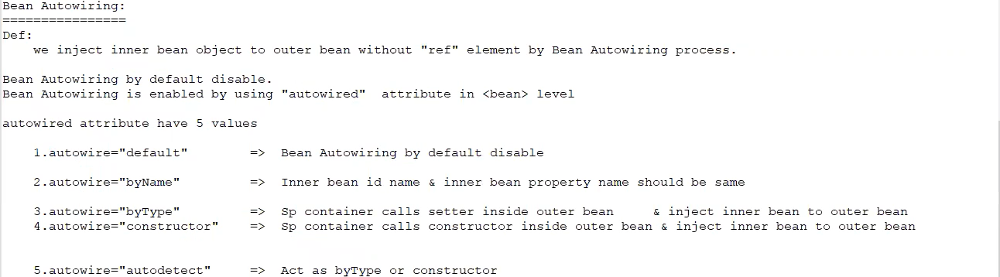 Bean Autowiring:
================
Def:
we inject inner bean object to outer bean without "ref" element by Bean Autowiring process.
Bean Autowiring by default disable.
Bean Autowiring is enabled by using "autowired"  attribute in <bean> level
autowired attribute have 5 values
1.autowire="default"        =>  Bean Autowiring by default disable
2.autowire="byName"         =>  Inner bean id name & inner bean property name should be same
3.autowire="byType"         =>  Sp container calls setter inside outer bean     & inject inner bean to outer bean
4.autowire="constructor"    =>  Sp container calls constructor inside outer bean & inject inner bean to outer bean
5.autowire="autodetect"     =>  Act as byType or constructor